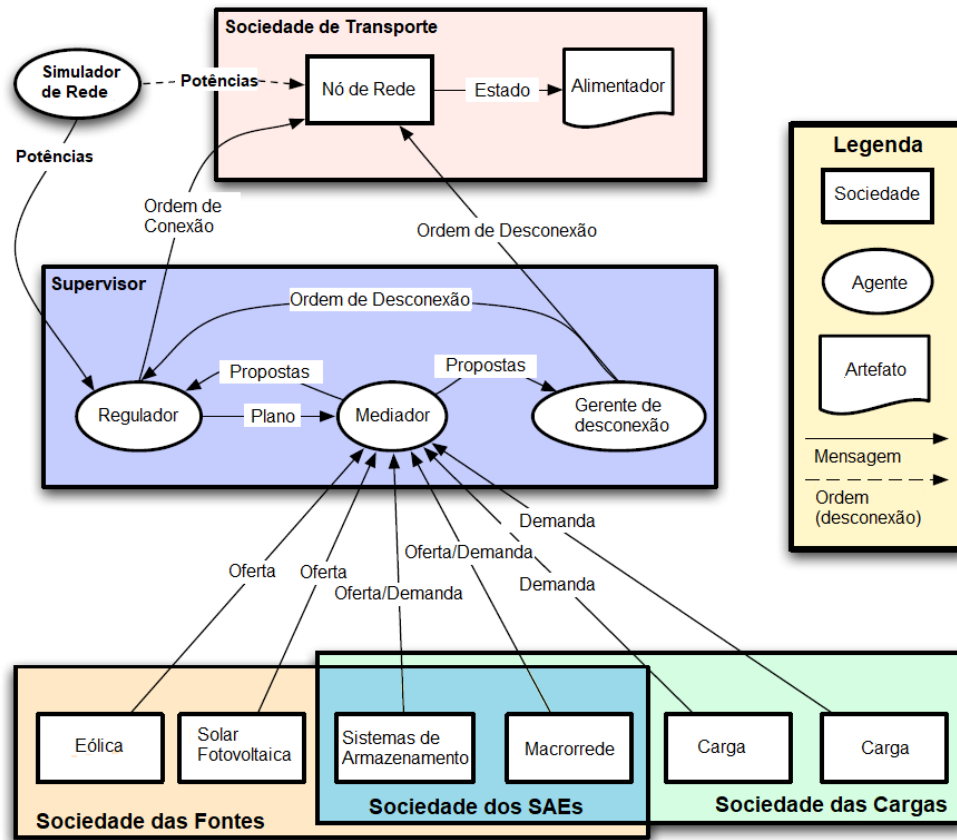 Sociedade de Transporte
Simulador
de Rede
Potências
Nó de Rede
Estado
Alimentador
Potências
Ordem de
Conexão
Ordem de Desconexão
Legenda
Sociedade
Agente
Artefato
Mensagem
Ordem
(desconexão)
Supervisor
Ordem de Desconexão
Propostas
Propostas
Regulador
Plano
Mediador
Gerente de
desconexão
Oferta
Oferta
Oferta/Demanda
Oferta/Demanda
Demanda
Demanda
Eólica
Solar
Fotovoltaica
Sistemas de
Armazenamento
Macrorrede
Carga
Carga
Sociedade das Fontes
Sociedade dos SAEs
Sociedade das Cargas